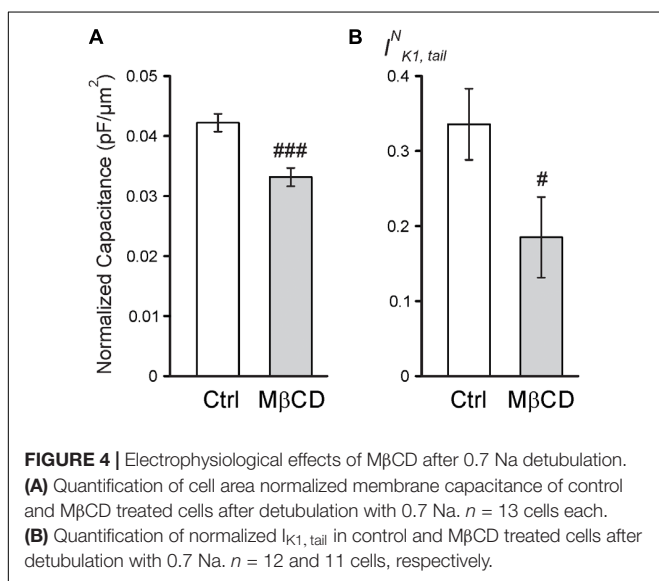 A
B
I^N_{K1, tail}
Normalized Capacitance (pF/µm²)
0.05
0.04
0.03
0.02
0.01
0
###
Ctrl MβCD
0.4
0.3
0.2
0.1
0
#
Ctrl MβCD
FIGURE 4 | Electrophysiological effects of MβCD after 0.7 Na detubulation.
(A) Quantification of cell area normalized membrane capacitance of control
and MβCD treated cells after detubulation with 0.7 Na. n = 13 cells each.
(B) Quantification of normalized I_{K1, tail} in control and MβCD treated cells after
detubulation with 0.7 Na. n = 12 and 11 cells, respectively.